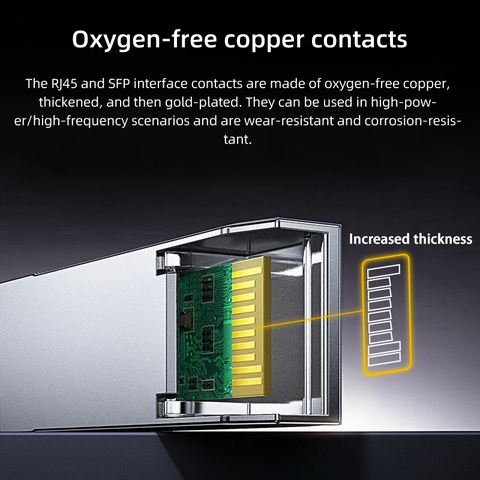 Oxygen-free copper contacts
The RJ45 and SFP interface contacts are made of oxygen-free copper,
thickened, and then gold-plated. They can be used in high-pow-
er/high-frequency scenarios and are wear-resistant and corrosion-resis-
tant.
Increased thickness